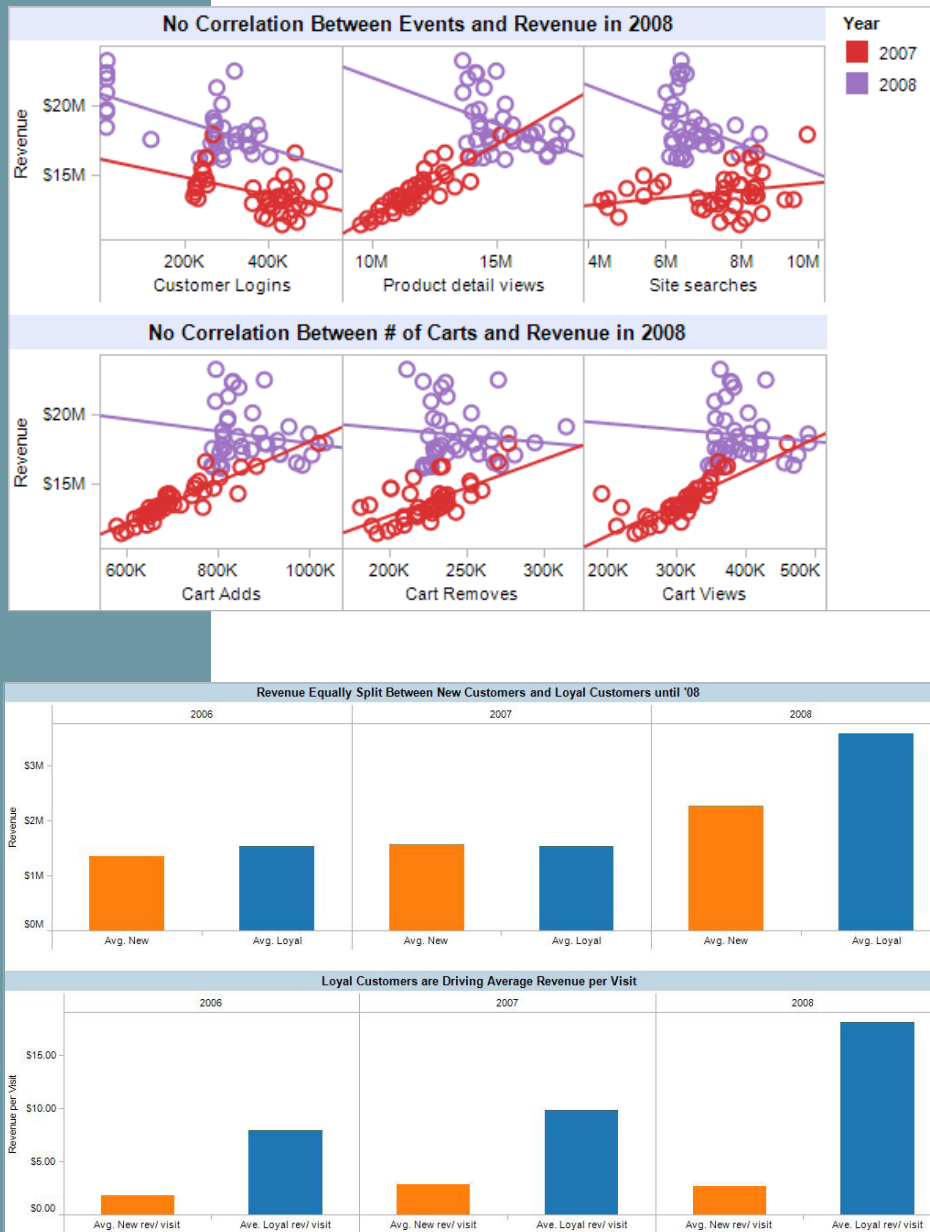 No Correlation Between Events and Revenue in 2008
Year
2007
2008
Revenue
$20M
$15M
200K 400K
10M 15M
4M 6M 8M 10M
Customer Logins
Product detail views
Site searches
No Correlation Between # of Carts and Revenue in 2008
Revenue
$20M
$15M
600K 800K 1000K
200K 250K 300K
200K 300K 400K 500K
Cart Adds
Cart Removes
Cart Views
Revenue Equally Split Between New Customers and Loyal Customers until '08
2006 2007 2008
Revenue
$3M
$2M
$1M
$0M
Avg. New Avg. Loyal Avg. New Avg. Loyal Avg. New Avg. Loyal
Loyal Customers are Driving Average Revenue per Visit
2006 2007 2008
Revenue per Visit
$15.00
$10.00
$5.00
$0.00
Avg. New rev/ visit Ave. Loyal rev/ visit Avg. New rev/ visit Ave. Loyal rev/ visit Avg. New rev/ visit Ave. Loyal rev/ visit